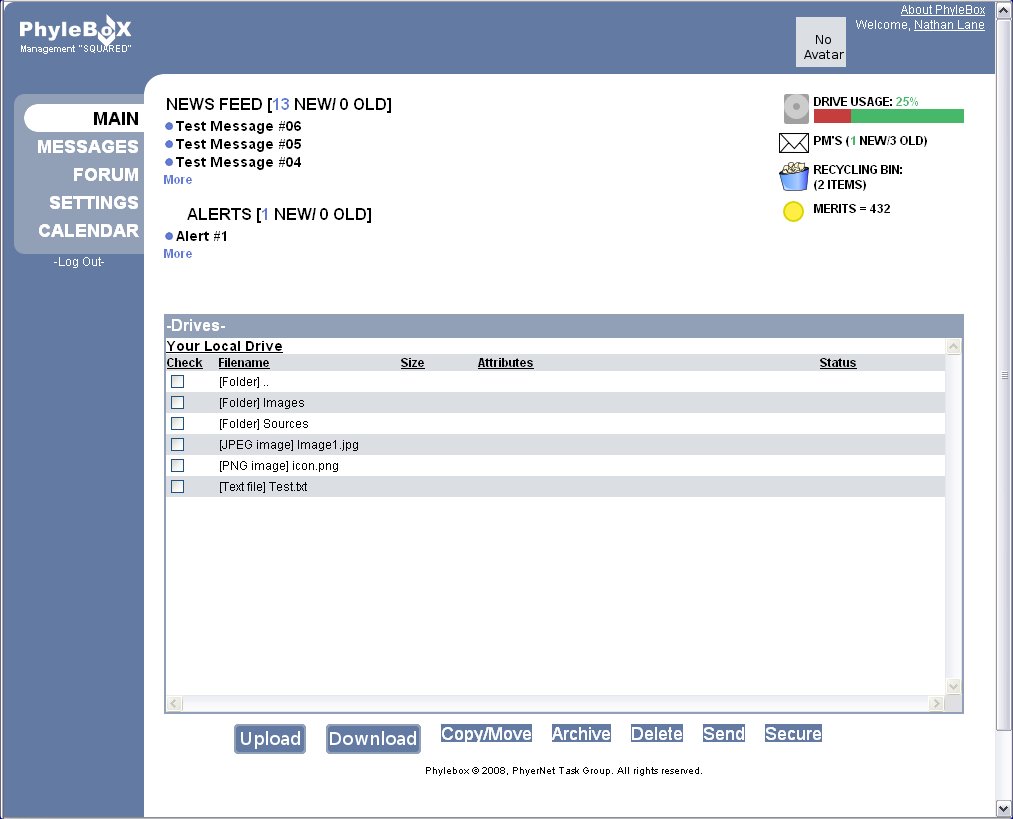 PhyleBoX
Management "SQUARED"
About PhyleBox
Welcome, Nathan Lane
No
Avatar
MAIN
MESSAGES
FORUM
SETTINGS
CALENDAR
-Log Out-
NEWS FEED [13 NEW/ 0 OLD]
Test Message #06
Test Message #05
Test Message #04
More
ALERTS [1 NEW/ 0 OLD]
Alert #1
More
DRIVE USAGE: 25%
PM'S (1 NEW/3 OLD)
RECYCLING BIN:
(2 ITEMS)
MERITS = 432
-Drives-
Your Local Drive
Check Filename Size Attributes Status
[Folder] ..
[Folder] Images
[Folder] Sources
[JPEG image] Image1.jpg
[PNG image] icon.png
[Text file] Test.txt
Upload Download Copy/Move Archive Delete Send Secure
Phylebox © 2008, PhyerNet Task Group. All rights reserved.